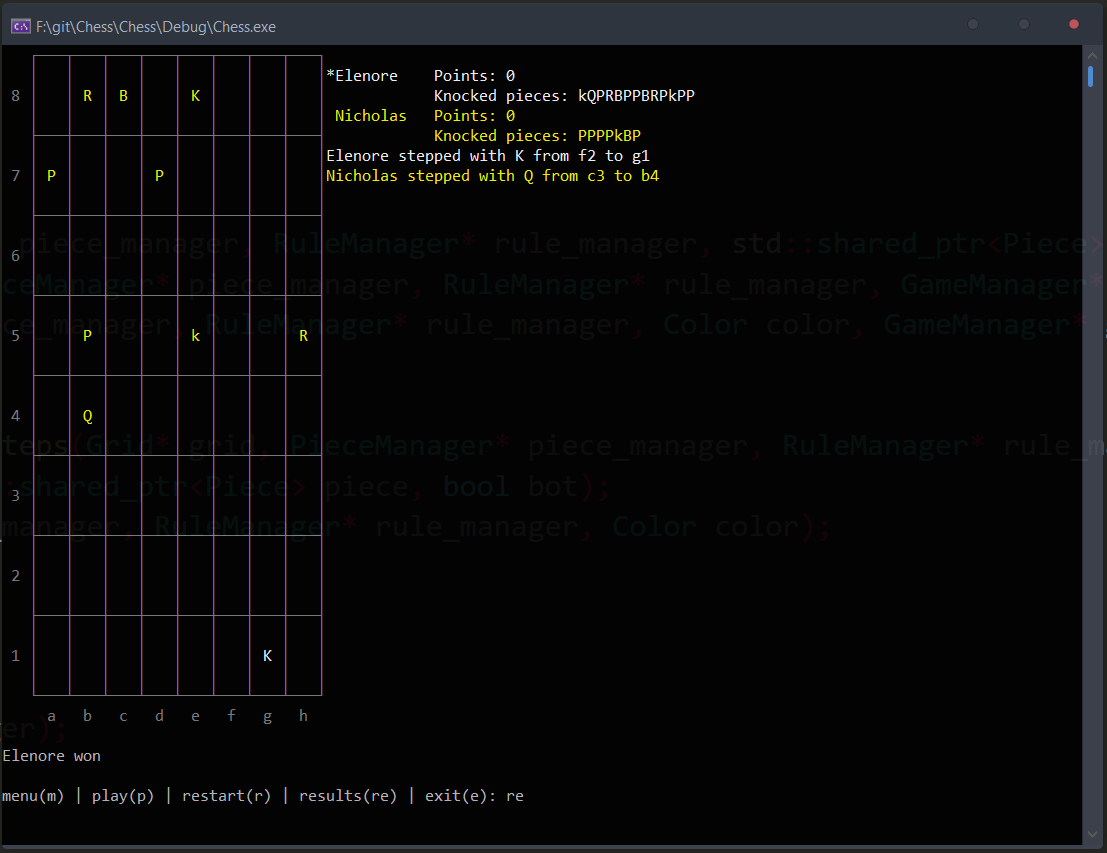 F:\git\Chess\Chess\Debug\Chess.exe
*Elenore Points: 0
8 R B K Knocked pieces: kQPRBPPBRPkPP
Nicholas Points: 0
Knocked pieces: PPPPkBP
Elenore stepped with K from f2 to g1
7 P P Nicholas stepped with Q from c3 to b4
piece_manager, RuleManager* rule_manager, std::shared_ptr<Piece>
6
ceManager* piece_manager, RuleManager* rule_manager, GameManager*
ce_manager, RuleManager* rule_manager, Color color, GameManager*
5 P k R
4 Q
teps(Grid* grid, PieceManager* piece_manager, RuleManager* rule_m
:shared_ptr<Piece> piece, bool bot);
3
manager, RuleManager* rule_manager, Color color);
2
1 K
a b c d e f g h
er);
Elenore won
menu(m) | play(p) | restart(r) | results(re) | exit(e): re